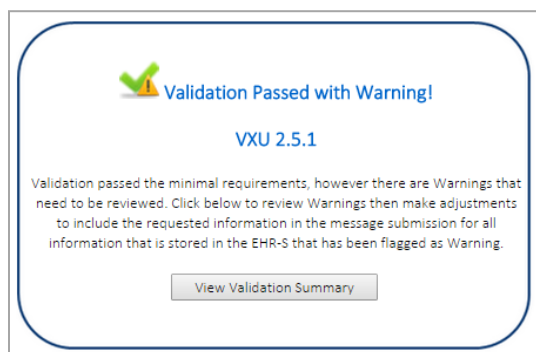 Validation Passed with Warning!
VXU 2.5.1
Validation passed the minimal requirements, however there are Warnings that
need to be reviewed. Click below to review Warnings then make adjustments
to include the requested information in the message submission for all
information that is stored in the EHR-S that has been flagged as Warning.
View Validation Summary